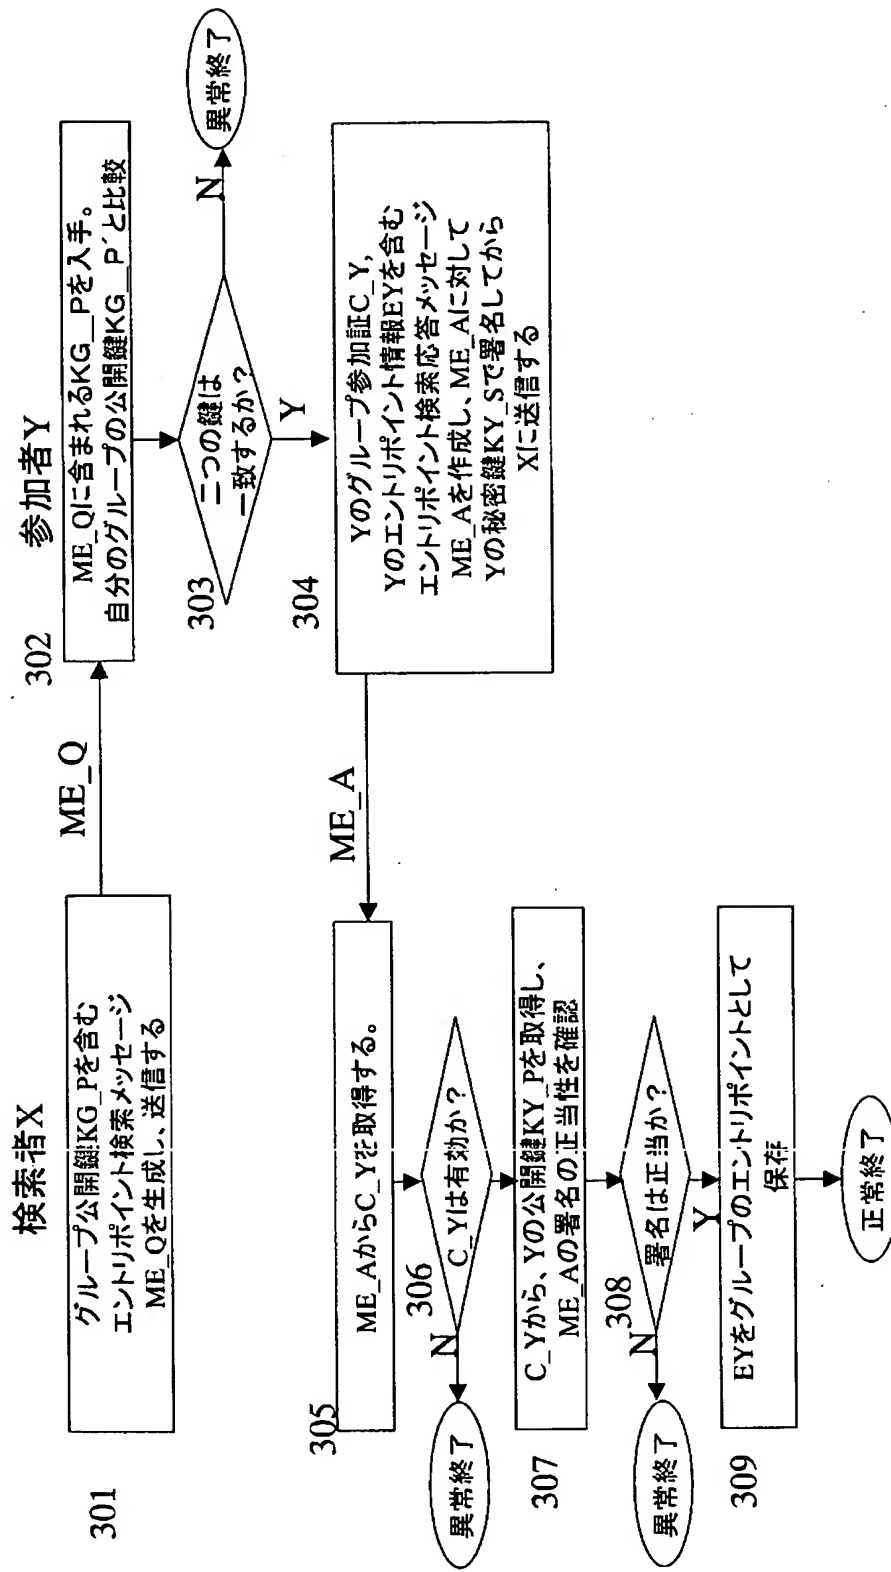 検索者X
参加者Y
301
グループ公開鍵KG_Pを含む
エントリポイント検索メッセージ
ME_Qを生成し、送信する
ME_Q
302
ME_Qに含まれるKG__Pを入手。
自分のグループの公開鍵KG__P´と比較
303
二つの鍵は
一致するか?
N
異常終了
Y
304
Yのグループ参加証C_Y,
Yのエントリポイント情報EYを含む
エントリポイント検索応答メッセージ
ME_Aを作成し、ME_Aに対して
Yの秘密鍵KY_Sで署名してから
Xに送信する
ME_A
305
ME_AからC_Yを取得する。
306
C_Yは有効か?
N
異常終了
307
C_Yから、Yの公開鍵KY_Pを取得し、
ME_Aの署名の正当性を確認
308
署名は正当か?
N
異常終了
Y
309
EYをグループのエントリポイントとして
保存
正常終了